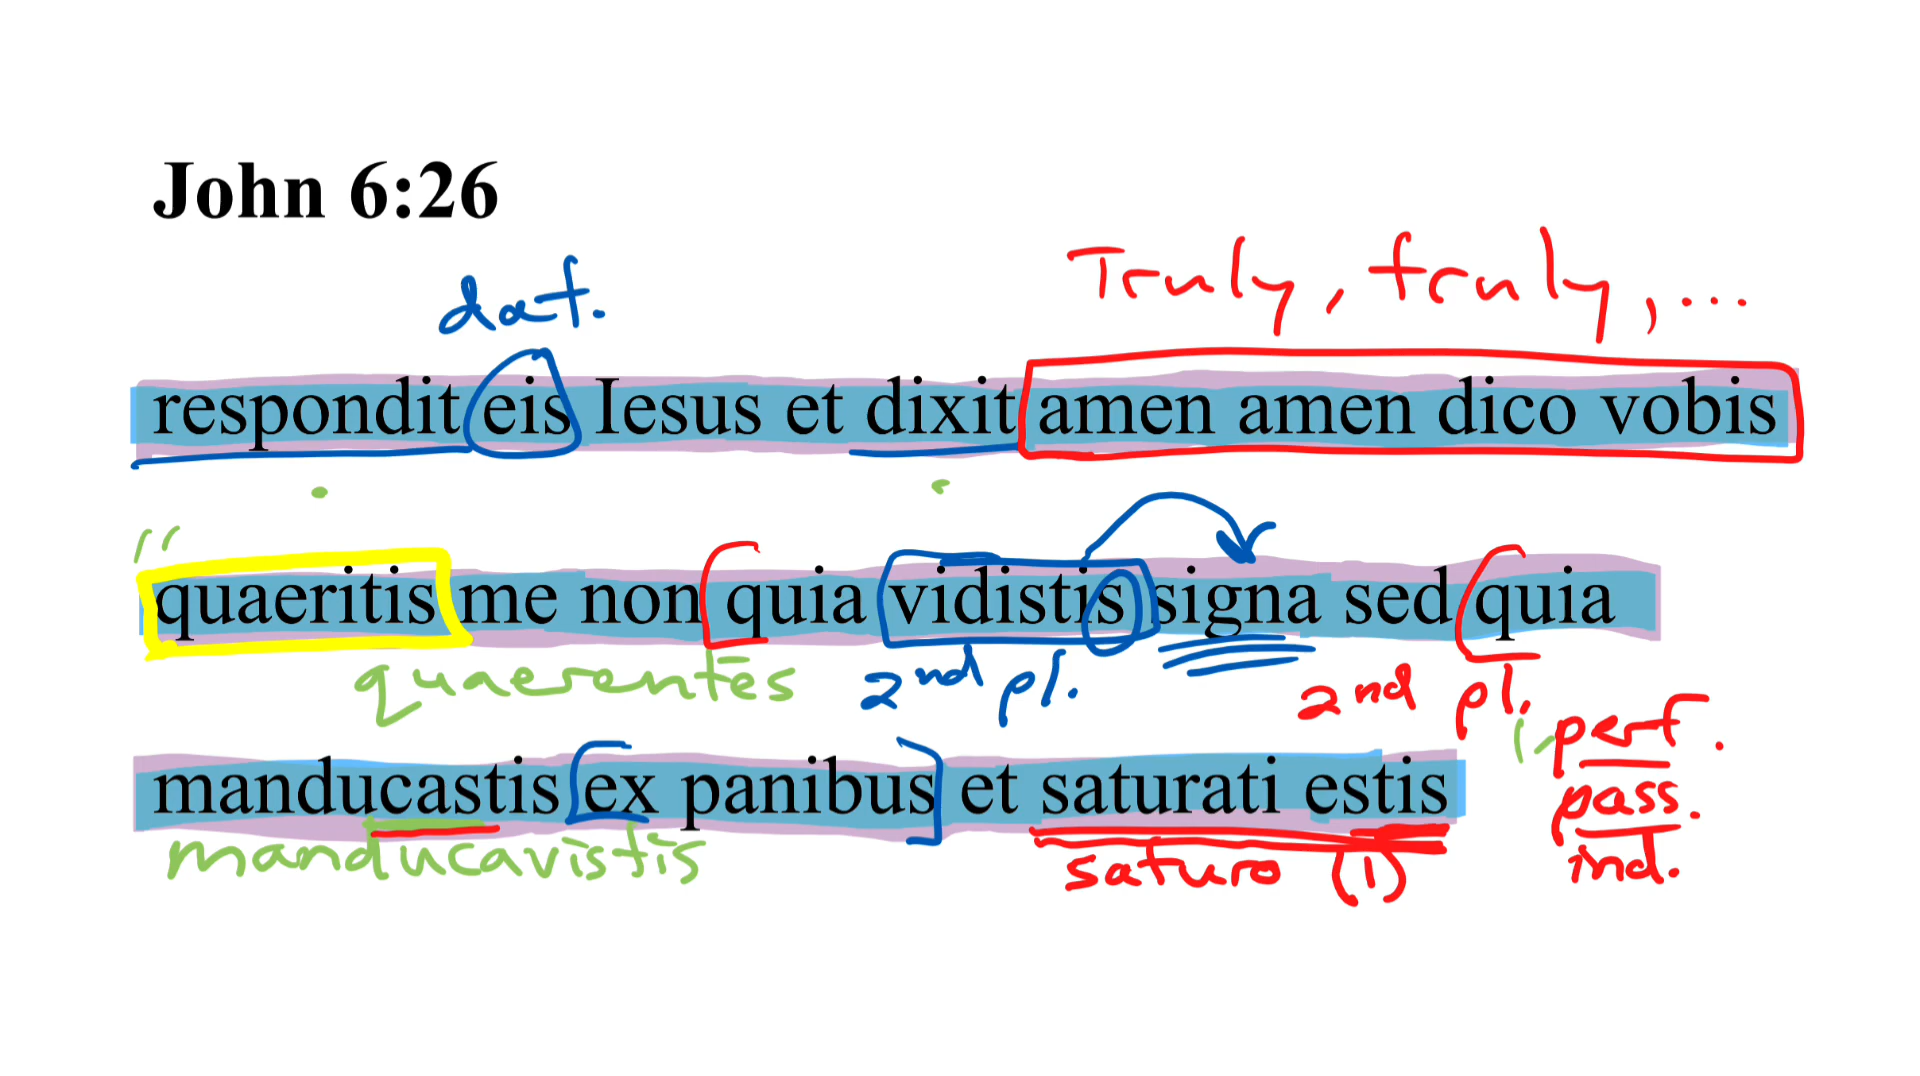 John 6:26
dat.
Truly, truly, ...
respondit eis Iesus et dixit amen amen dico vobis
quaeritis me non quia vidistis signa sed quia
quaerentēs 2nd pl. 2nd pl.
perf.
manducastis ex panibus et saturati estis
pass.
manducavistis saturo (1) ind.